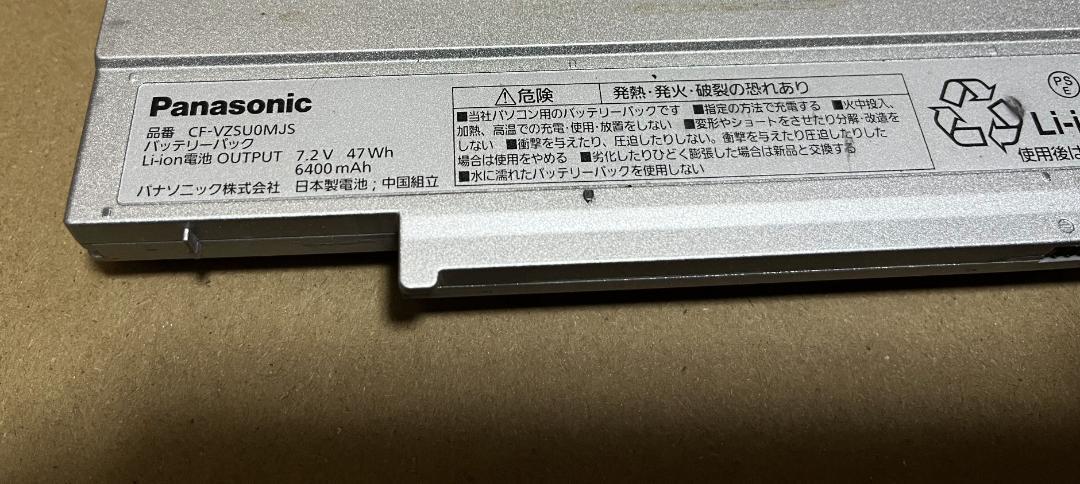 Panasonic
品番 CF-VZSU0MJS
バッテリーパック
Li-ion電池 OUTPUT 7.2 V 47 Wh
6400 mAh
パナソニック株式会社 日本製電池 ; 中国組立
⚠危険 発熱・発火・破裂の恐れあり
■当社パソコン用のバッテリーパックです ■指定の方法で充電する ■火中投入、
加熱、高温での充電・使用・放置をしない ■変形やショートをさせたり分解・改造を
しない ■衝撃を与えたり、圧迫したりしない。衝撃を与えたり圧迫したりした
場合は使用をやめる ■劣化したりひどく膨張した場合は新品と交換する
■水に濡れたバッテリーパックを使用しない
PS
E
Li-i
使用後は